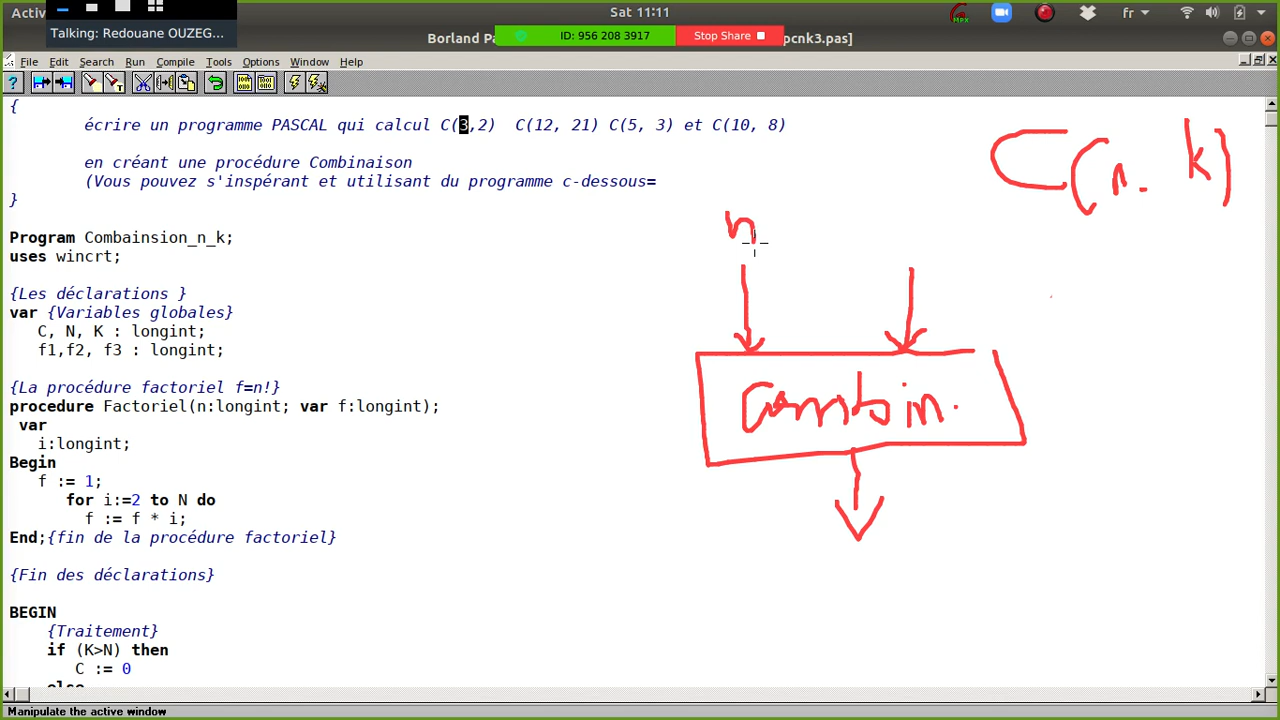 Activ
Sat 11:11
fr
Talking: Redouane OUZEG...
ID: 956 208 3917
Stop Share
Borland Pa
pcnk3.pas]
File Edit Search Run Compile Tools Options Window Help
{
écrire un programme PASCAL qui calcul C(3,2) C(12, 21) C(5, 3) et C(10, 8)
en créant une procédure Combinaison
(Vous pouvez s'inspérant et utilisant du programme c-dessous=
}
C(n, k)
n
Program Combainsion_n_k;
uses wincrt;
{Les déclarations }
var {Variables globales}
C, N, K : longint;
f1,f2, f3 : longint;
{La procédure factoriel f=n!}
procedure Factoriel(n:longint; var f:longint);
var
i:longint;
Begin
f := 1;
for i:=2 to N do
f := f * i;
End;{fin de la procédure factoriel}
Combin.
{Fin des déclarations}
BEGIN
{Traitement}
if (K>N) then
C := 0
else
Manipulate the active window